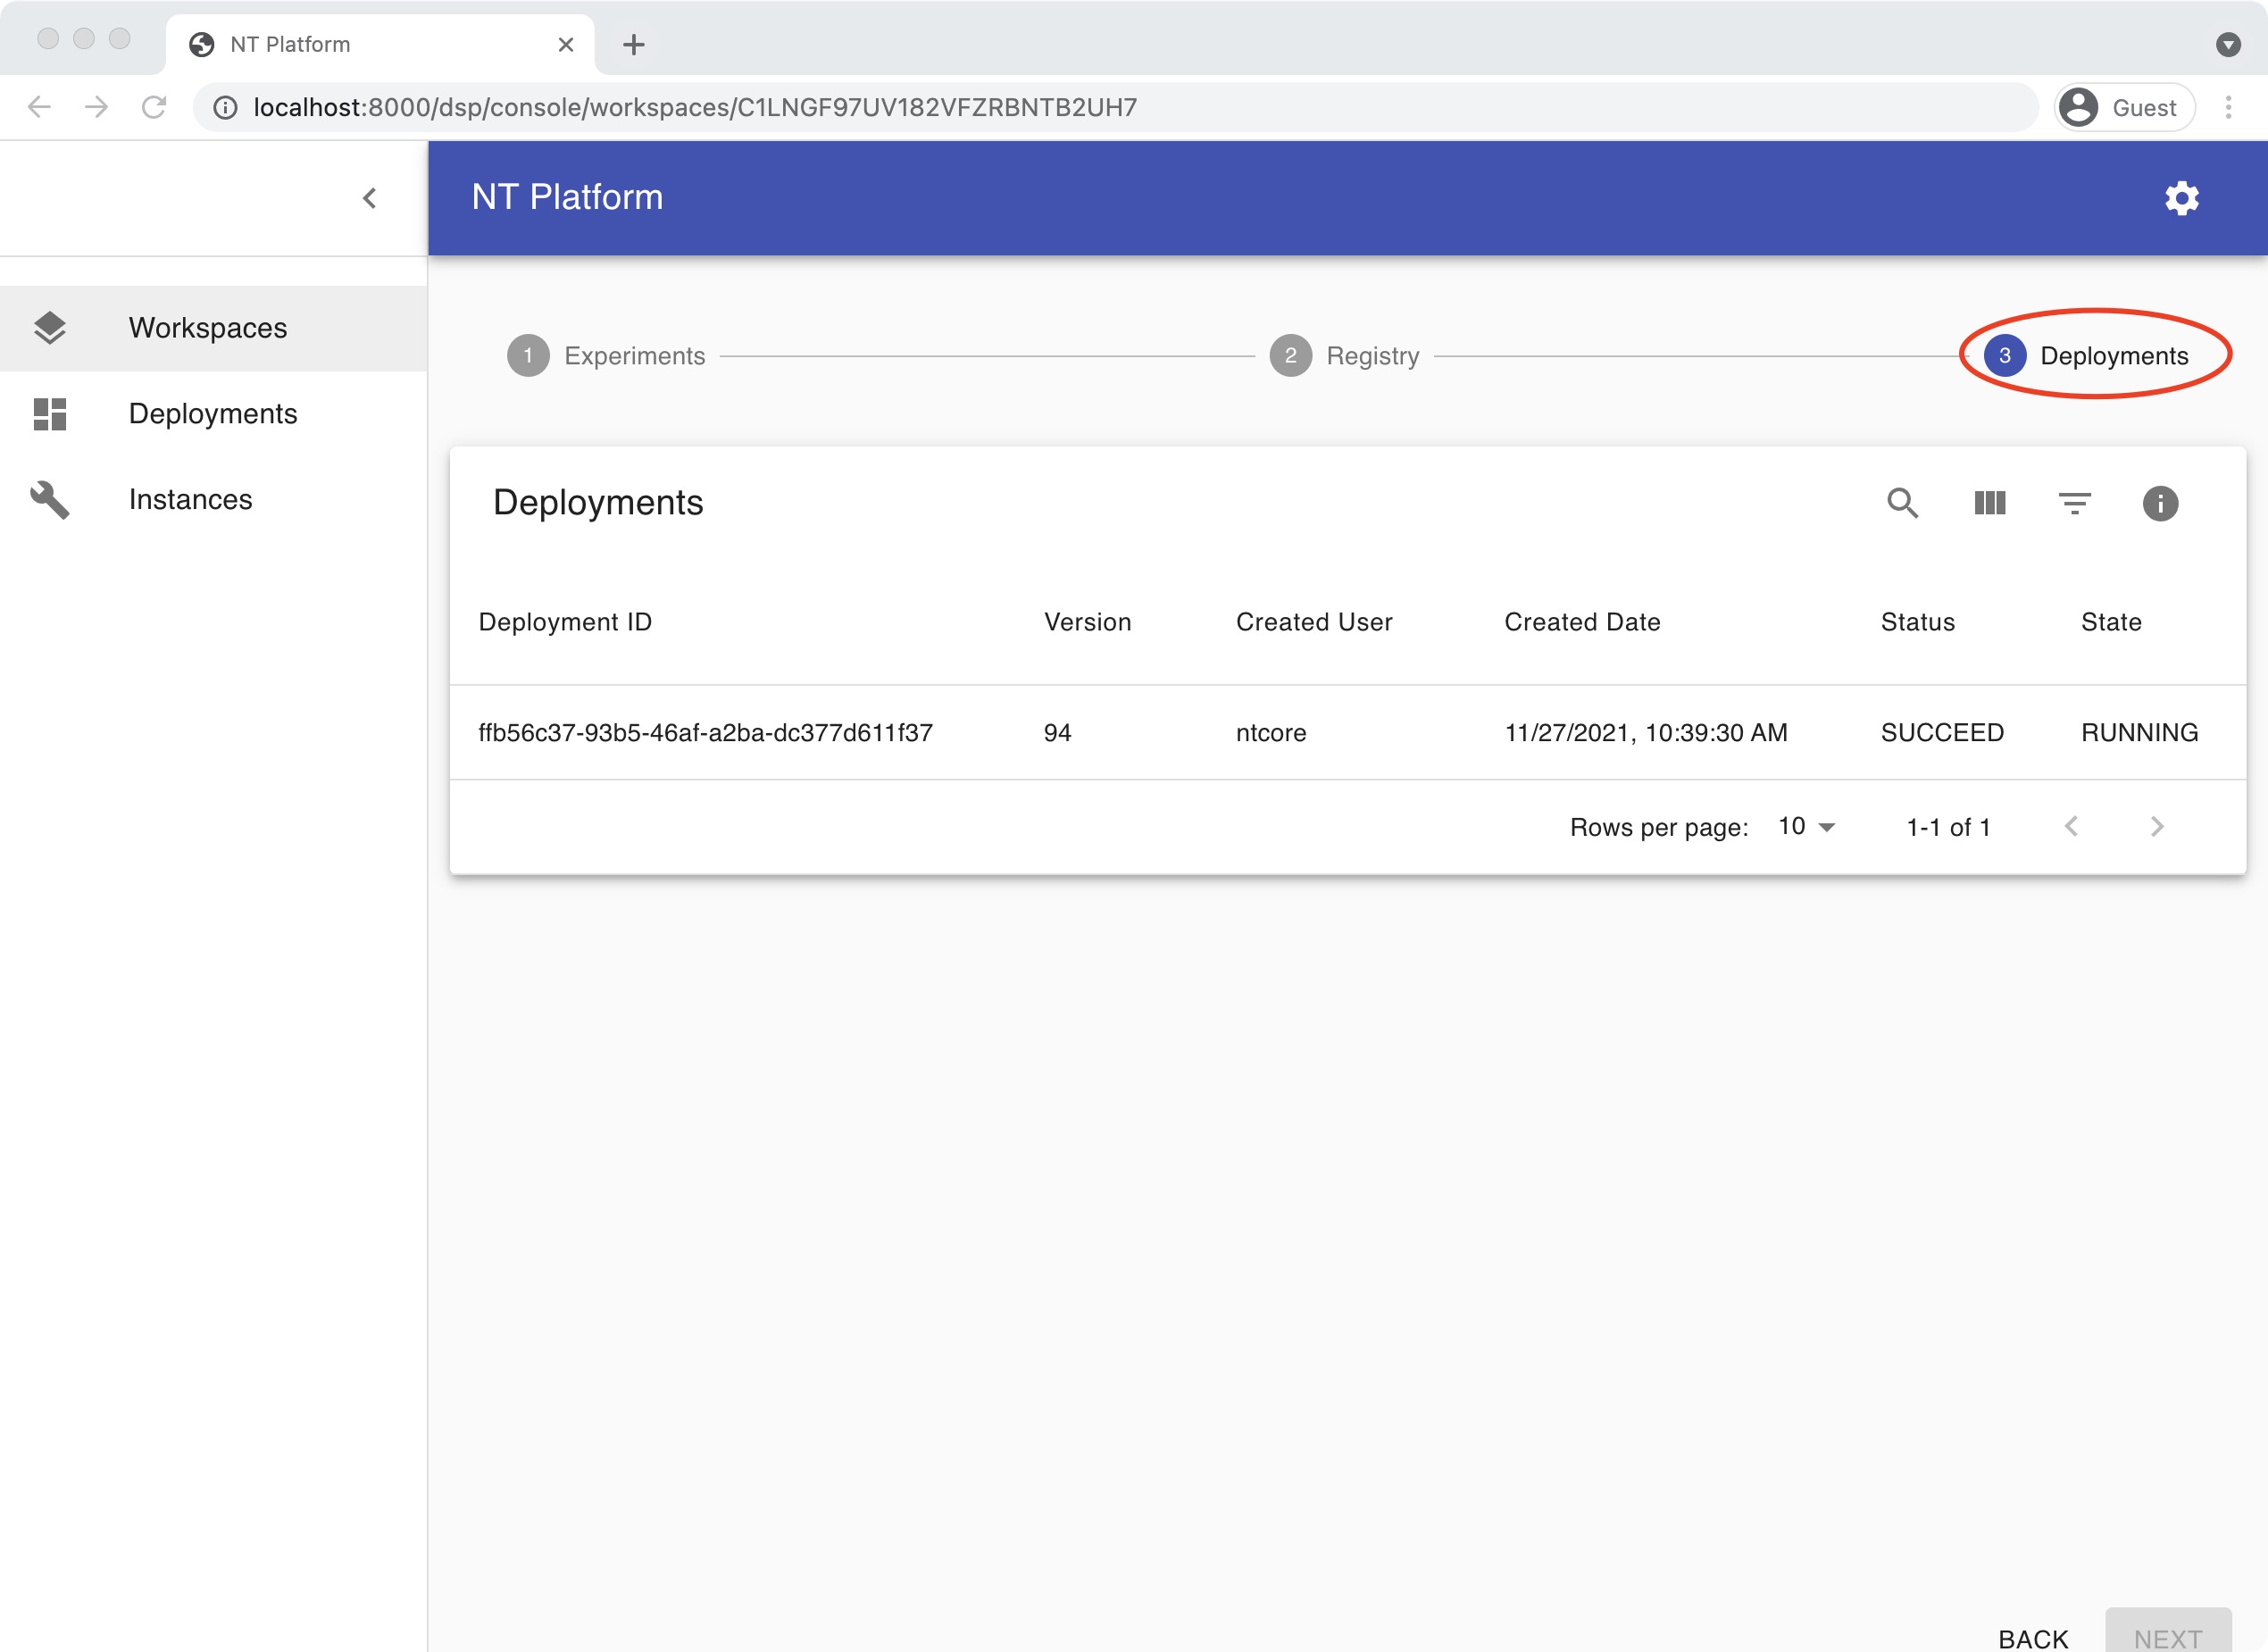 NT Platform
localhost:8000/dsp/console/workspaces/C1LNGF97UV182VFZRBNTB2UH7
Guest
NT Platform
Workspaces
Deployments
Instances
1 Experiments 2 Registry 3 Deployments
Deployments
Deployment ID Version Created User Created Date Status State
ffb56c37-93b5-46af-a2ba-dc377d611f37 94 ntcore 11/27/2021, 10:39:30 AM SUCCEED RUNNING
Rows per page: 10 1-1 of 1
BACK NEXT